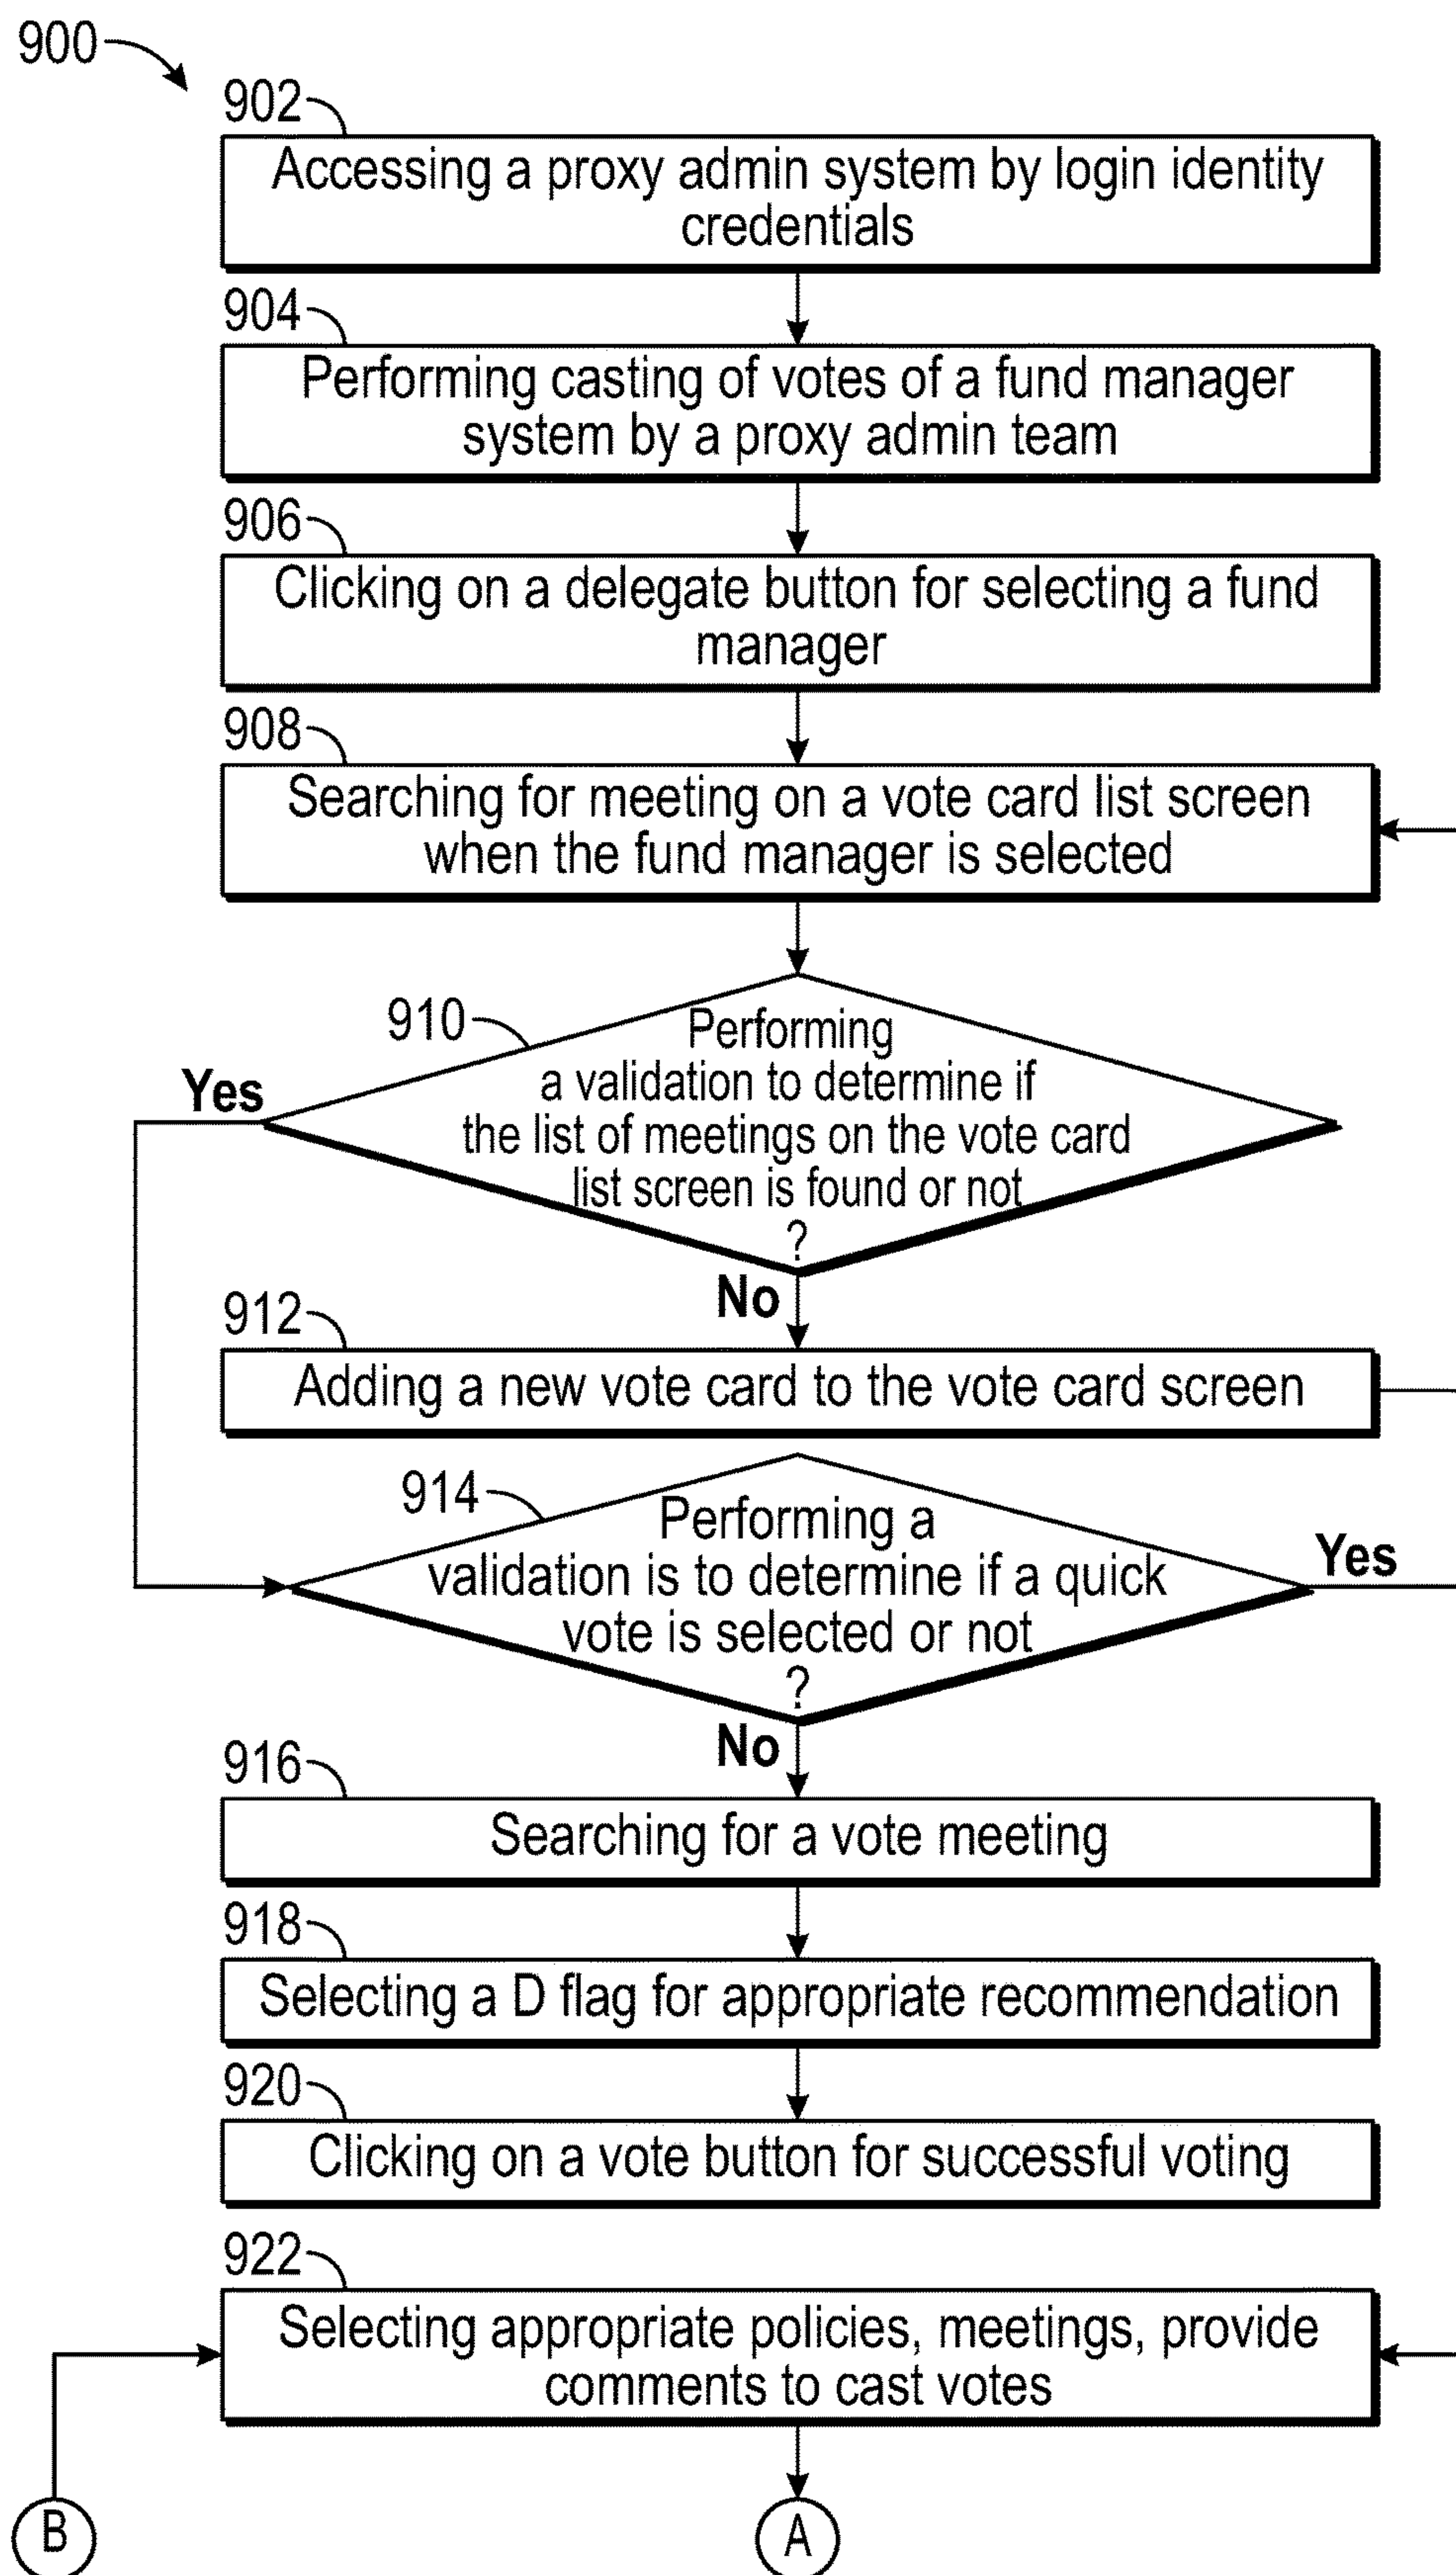 900
902
Accessing a proxy admin system by login identity
credentials
904
Performing casting of votes of a fund manager
system by a proxy admin team
906
Clicking on a delegate button for selecting a fund
manager
908
Searching for meeting on a vote card list screen
when the fund manager is selected
910
Performing
a validation to determine if
the list of meetings on the vote card
list screen is found or not
?
Yes
No
912
Adding a new vote card to the vote card screen
914
Performing a
validation is to determine if a quick
vote is selected or not
?
Yes
No
916
Searching for a vote meeting
918
Selecting a D flag for appropriate recommendation
920
Clicking on a vote button for successful voting
922
Selecting appropriate policies, meetings, provide
comments to cast votes
B
A